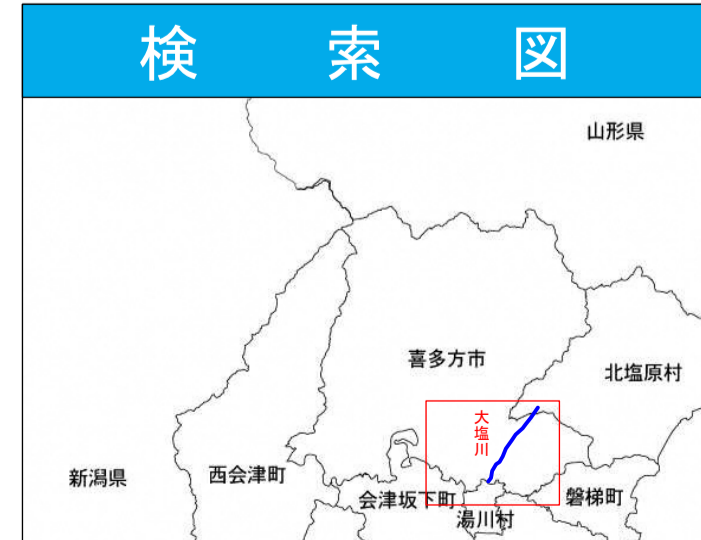 検索図
山形県
喜多方市
北塩原村
大塩川
新潟県
西会津町
会津坂下町
磐梯町
湯川村